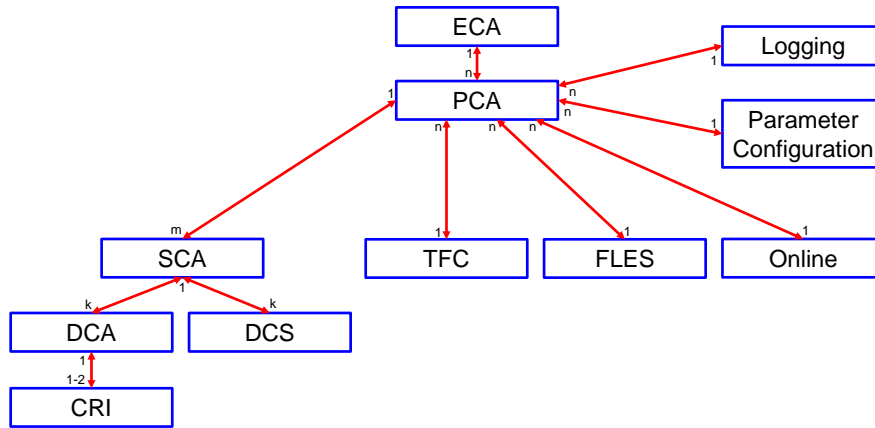 ECA
Logging
1
1
n
n
PCA
1
n
1
n
n
n
n
Parameter
Configuration
m
1
1
1
SCA
TFC
FLES
Online
1
k
k
DCA
DCS
1
1-2
CRI